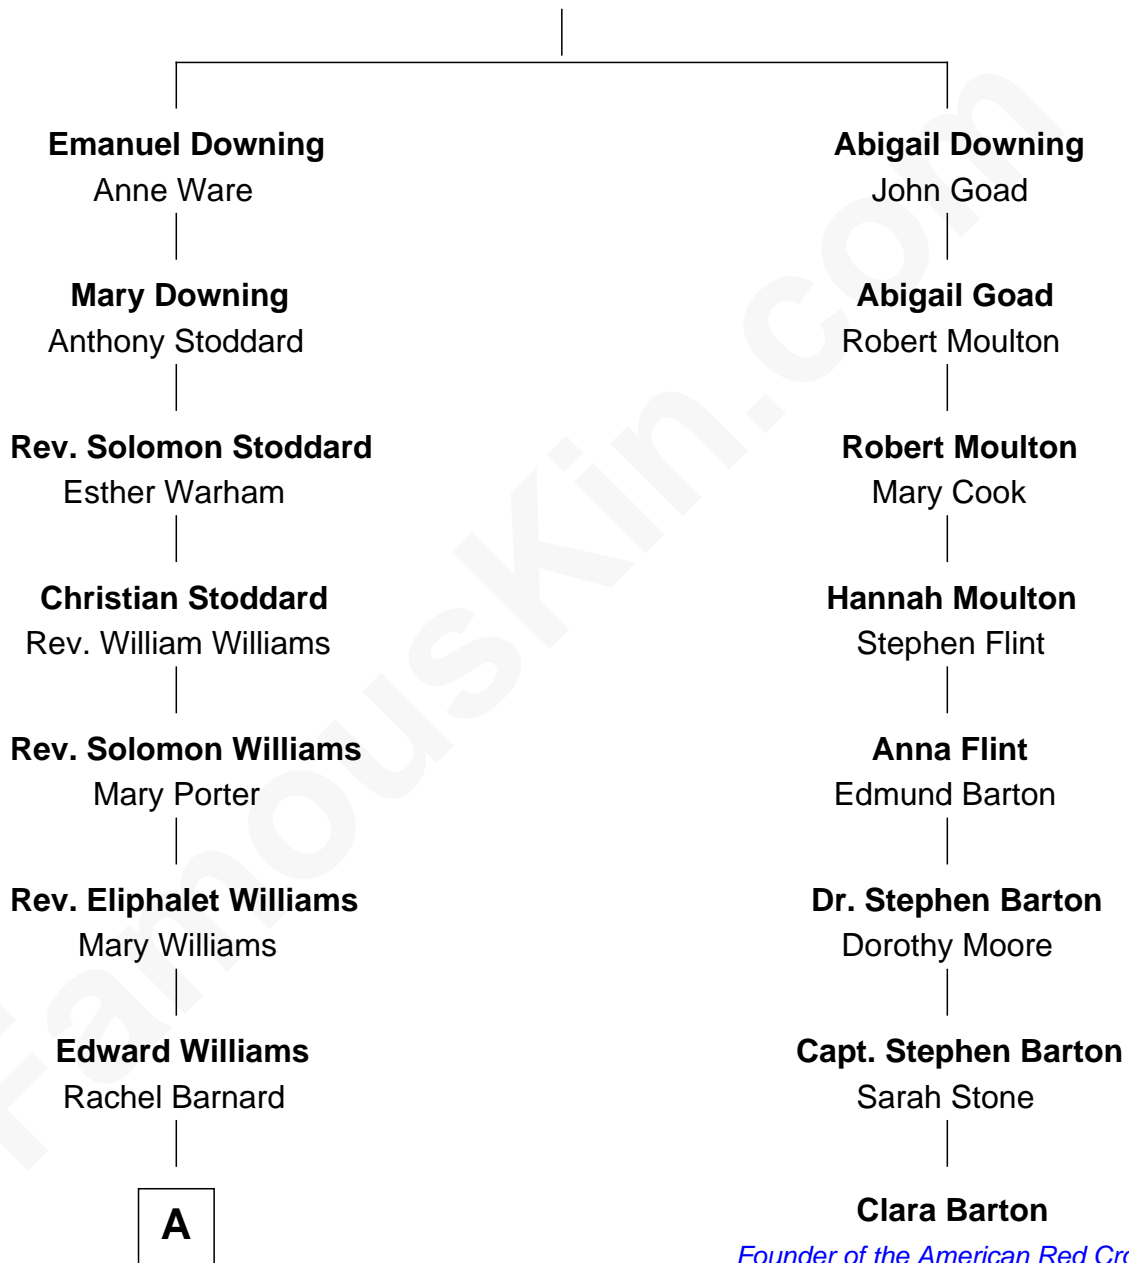 Emanuel Downing
Anne Ware
Abigail Downing
John Goad
Mary Downing
Anthony Stoddard
Abigail Goad
Robert Moulton
Rev. Solomon Stoddard
Esther Warham
Robert Moulton
Mary Cook
Christian Stoddard
Rev. William Williams
Hannah Moulton
Stephen Flint
Rev. Solomon Williams
Mary Porter
Anna Flint
Edmund Barton
Rev. Eliphalet Williams
Mary Williams
Dr. Stephen Barton
Dorothy Moore
Edward Williams
Rachel Barnard
Capt. Stephen Barton
Sarah Stone
A
Clara Barton
Founder of the American Red Cro
FamousKin.com